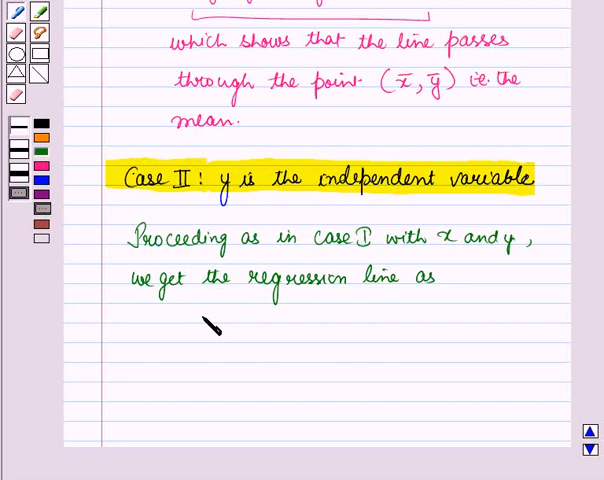 which shows that the line passes
through the point (x̄, ȳ) i.e. the
mean.
Case II: y is the independent variable
Proceeding as in case I with x and y,
we get the regression line as